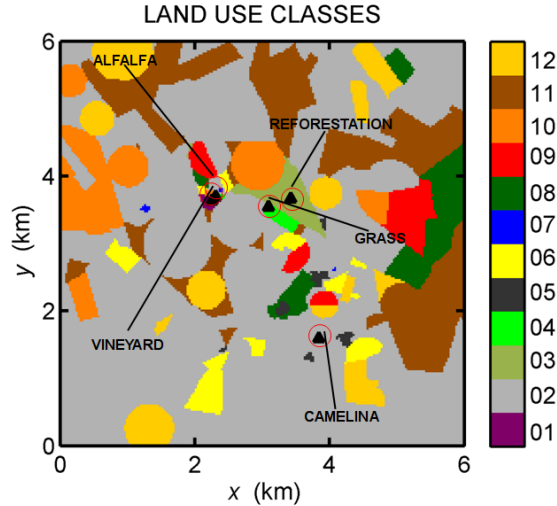 LAND USE CLASSES
6
ALFALFA
12
11
REFORESTATION
10
4
09
y (km)
08
GRASS
07
06
2
05
VINEYARD
04
03
CAMELINA
02
0
01
0 2 4 6
x (km)